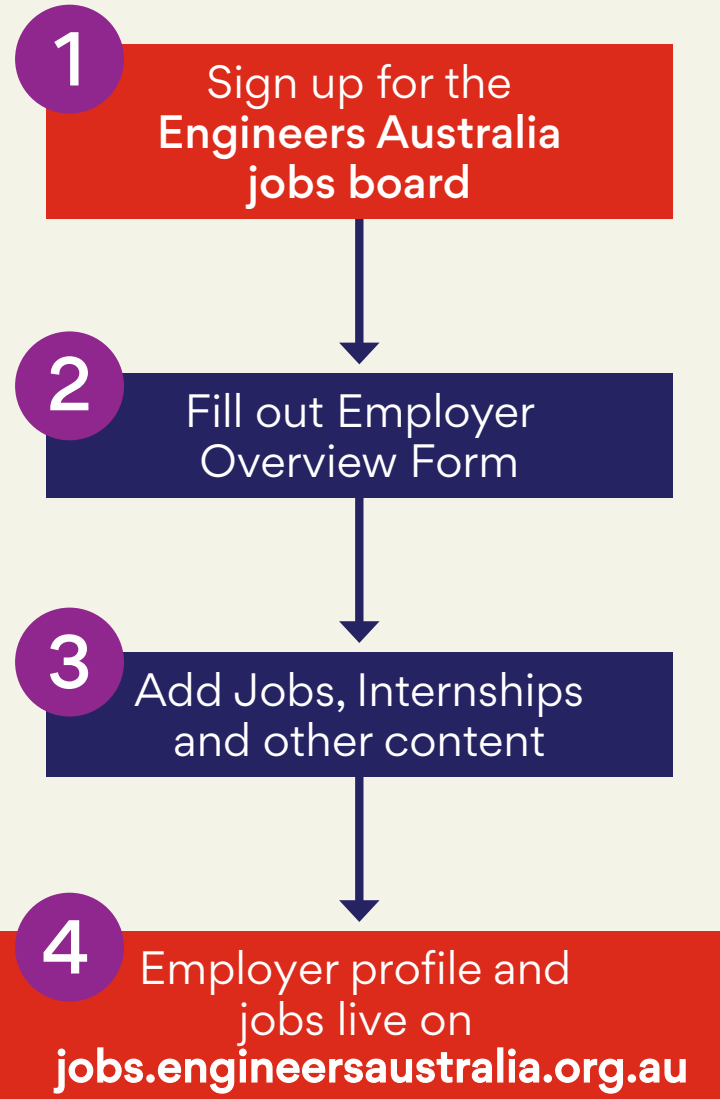 1
Sign up for the
Engineers Australia
jobs board
2
Fill out Employer
Overview Form
3
Add Jobs, Internships
and other content
4
Employer profile and
jobs live on
jobs.engineersaustralia.org.au